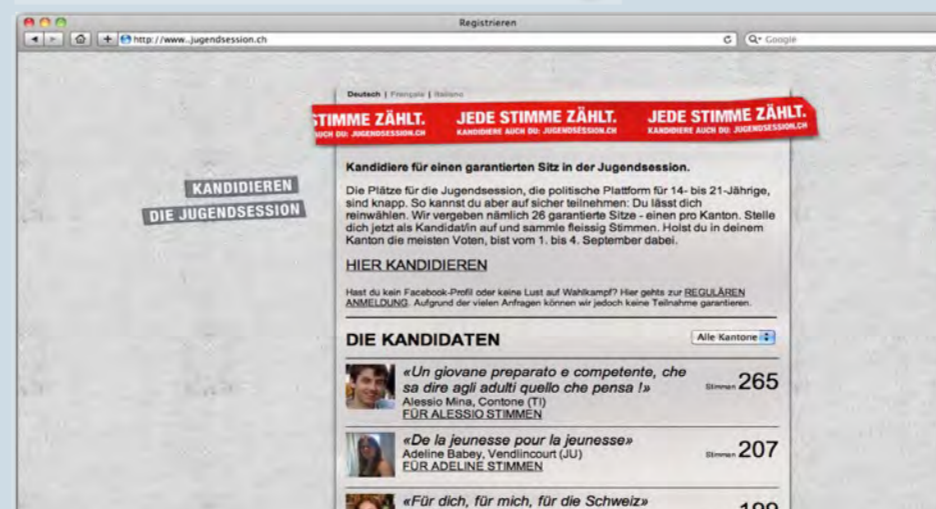 Registrieren
http://www..jugendsession.ch
Google
Deutsch | Français | Italiano
STIMME ZÄHLT. JEDE STIMME ZÄHLT. JEDE STIMME ZÄHLT.
AUCH DU: JUGENDSESSION.CH KANDIDIERE AUCH DU: JUGENDSESSION.CH KANDIDIERE AUCH DU: JUGENDSESSION.CH
KANDIDIEREN
DIE JUGENDSESSION
Kandidiere für einen garantierten Sitz in der Jugendsession.
Die Plätze für die Jugendsession, die politische Plattform für 14- bis 21-Jährige,
sind knapp. So kannst du aber auf sicher teilnehmen: Du lässt dich
reinwählen. Wir vergeben nämlich 26 garantierte Sitze - einen pro Kanton. Stelle
dich jetzt als Kandidat/in auf und sammle fleissig Stimmen. Holst du in deinem
Kanton die meisten Voten, bist vom 1. bis 4. September dabei.
HIER KANDIDIEREN
Hast du kein Facebook-Profil oder keine Lust auf Wahlkampf? Hier gehts zur REGULÄREN
ANMELDUNG. Aufgrund der vielen Anfragen können wir jedoch keine Teilnahme garantieren.
DIE KANDIDATEN
Alle Kantone
«Un giovane preparato e competente, che
sa dire agli adulti quello che pensa !»
Stimmen 265
Alessio Mina, Contone (TI)
FÜR ALESSIO STIMMEN
«De la jeunesse pour la jeunesse»
Stimmen 207
Adeline Babey, Vendlincourt (JU)
FÜR ADELINE STIMMEN
«Für dich, für mich, für die Schweiz»